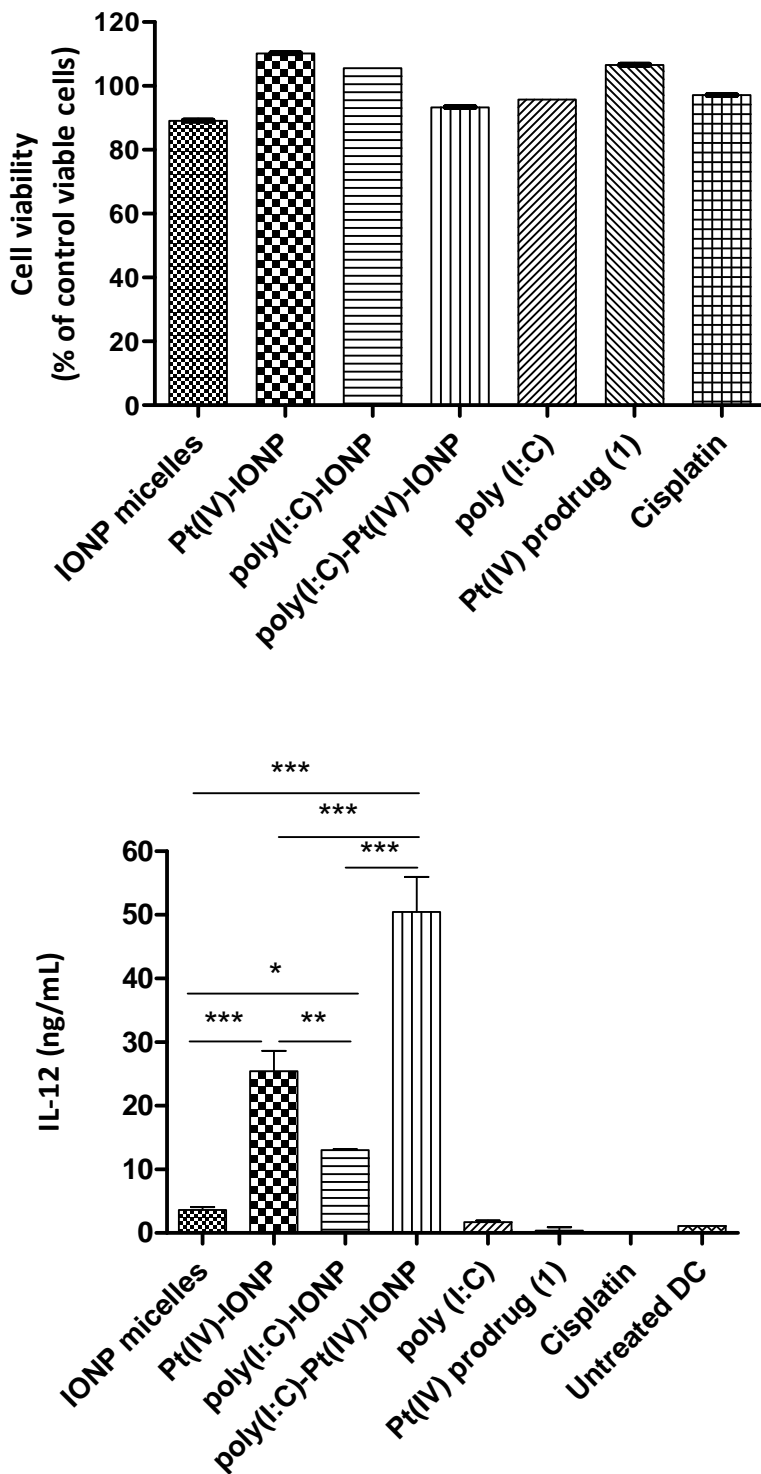 120
100
80
60
40
20
0
Cell viability
(% of control viable cells)
IONP micelles
Pt(IV)-IONP
poly(I:C)-IONP
poly(I:C)-Pt(IV)-IONP
poly (I:C)
Pt(IV) prodrug (1)
Cisplatin
***
***
***
*
***
**
60
50
40
30
20
10
0
IL-12 (ng/mL)
IONP micelles
Pt(IV)-IONP
poly(I:C)-IONP
poly(I:C)-Pt(IV)-IONP
poly (I:C)
Pt(IV) prodrug (1)
Cisplatin
Untreated DC